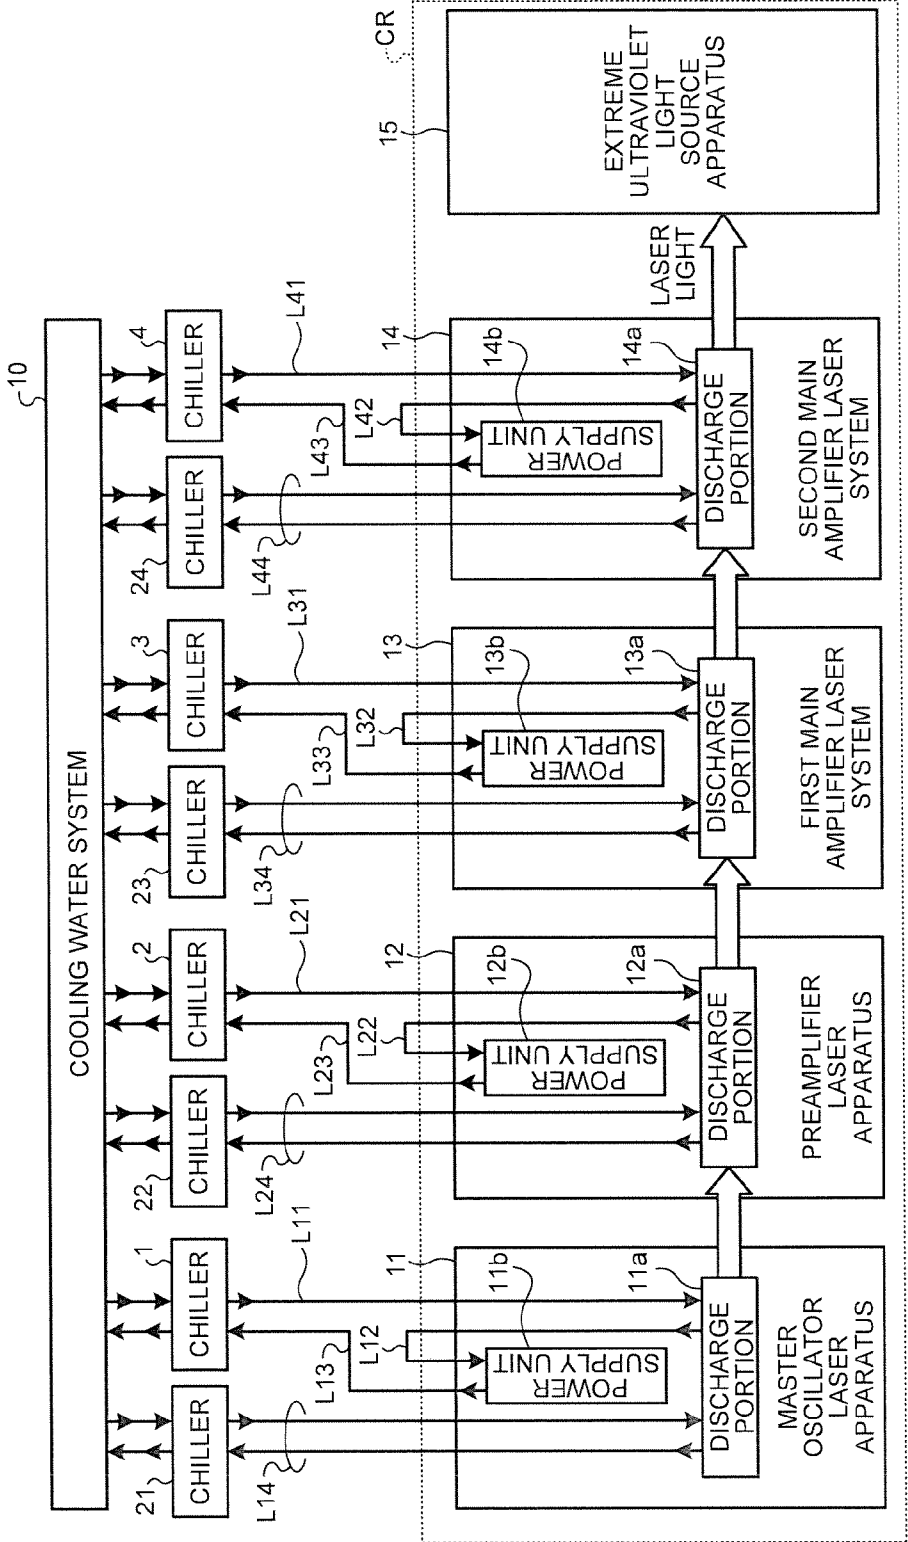 10
COOLING WATER SYSTEM
21
CHILLER
1
CHILLER
22
CHILLER
2
CHILLER
23
CHILLER
3
CHILLER
24
CHILLER
4
CHILLER
L14
L13
L12
L11
L24
L23
L22
L21
L34
L33
L32
L31
L44
L43
L42
L41
CR
11
11b
POWER
SUPPLY UNIT
11a
DISCHARGE
PORTION
MASTER
OSCILLATOR
LASER
APPARATUS
12
12b
POWER
SUPPLY UNIT
12a
DISCHARGE
PORTION
PREAMPLIFIER
LASER
APPARATUS
13
13b
POWER
SUPPLY UNIT
13a
DISCHARGE
PORTION
FIRST MAIN
AMPLIFIER LASER
SYSTEM
14
14b
POWER
SUPPLY UNIT
14a
DISCHARGE
PORTION
SECOND MAIN
AMPLIFIER LASER
SYSTEM
LASER
LIGHT
15
EXTREME
ULTRAVIOLET
LIGHT
SOURCE
APPARATUS